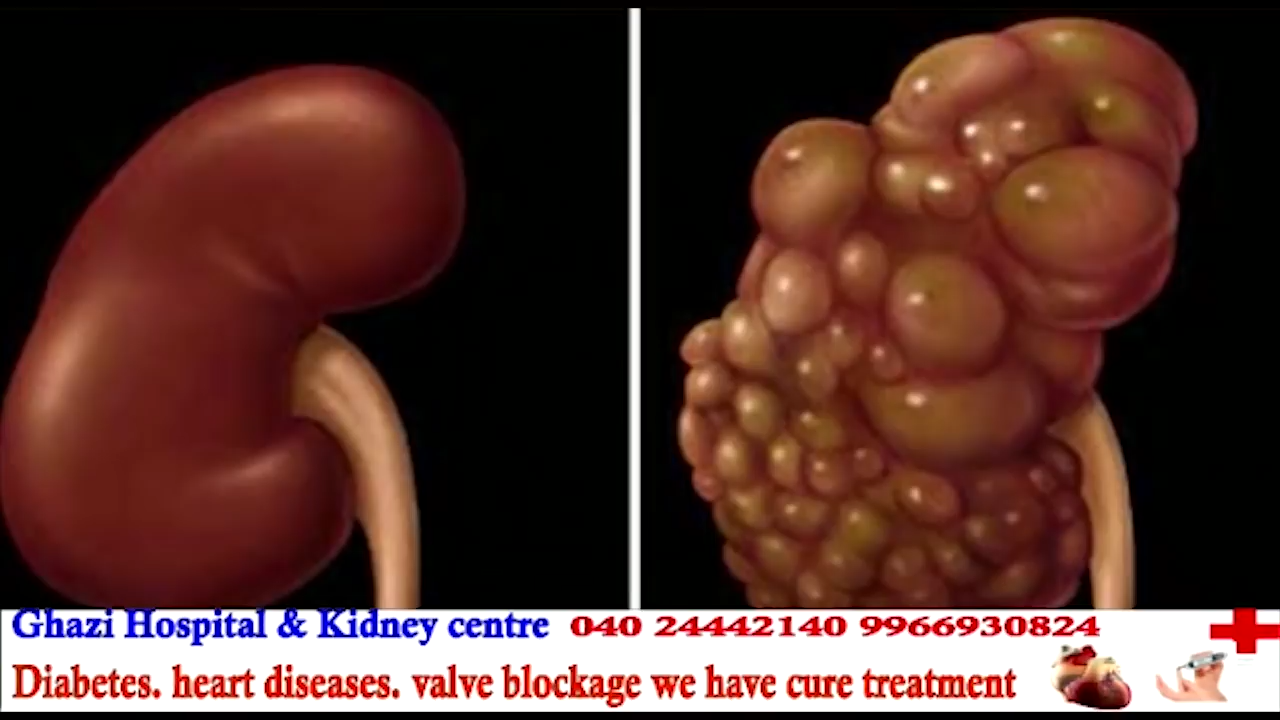 Ghazi Hospital & Kidney centre 040 24442140 9966930824
Diabetes. heart diseases. valve blockage we have cure treatment